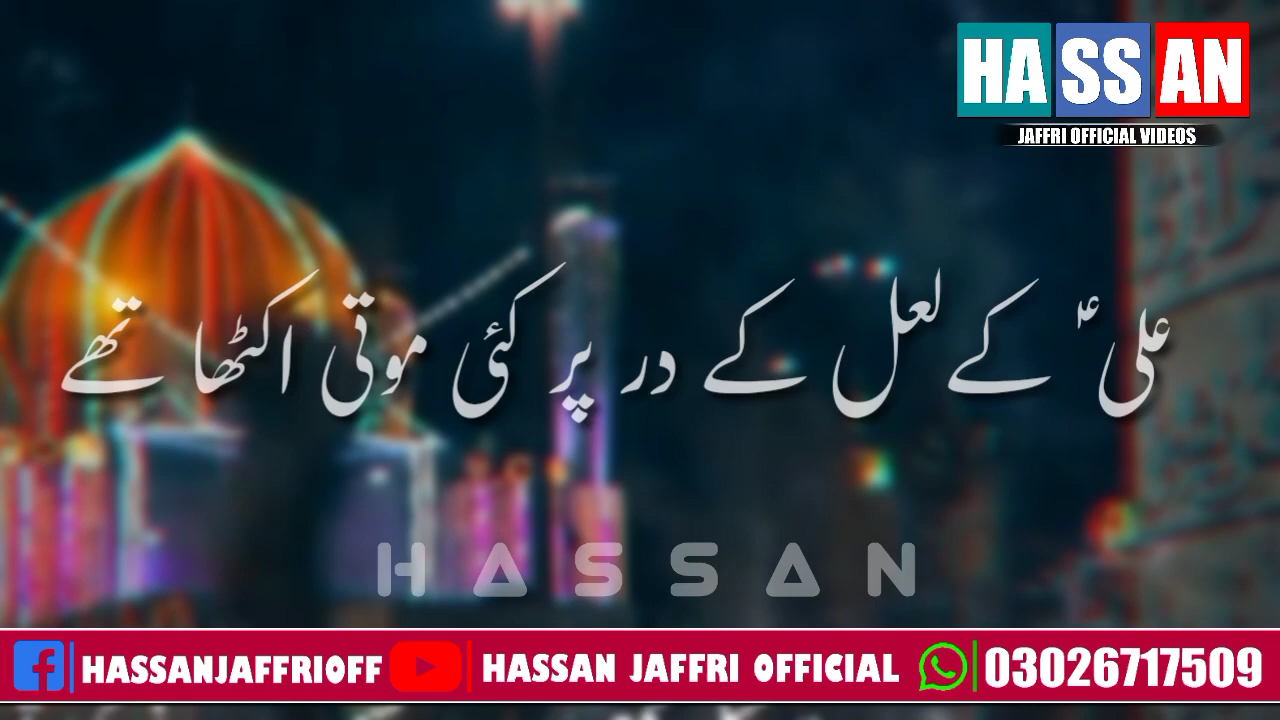 HASSAN
JAFFRI OFFICIAL VIDEOS
علیؑ کے لعل کے در پر کئی موتی اکٹھا تھے
HASSAN
HASSANJAFFRIOFF HASSAN JAFFRI OFFICIAL 03026717509